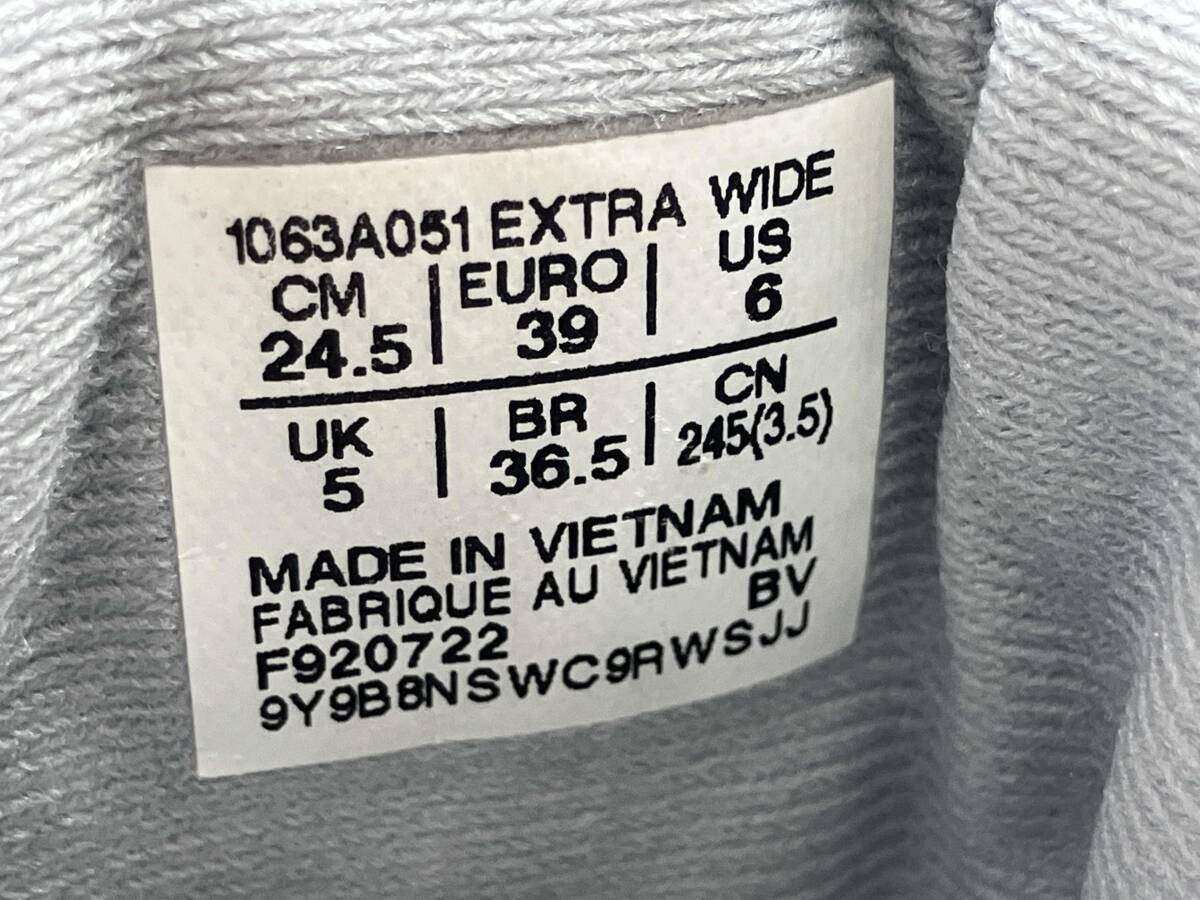 1063A051 EXTRA WIDE
CM | EURO | US
24.5 | 39 | 6
UK | BR | CN
5 | 36.5 | 245(3.5)
MADE IN VIETNAM
FABRIQUE AU VIETNAM
F920722 BV
9Y9B8NSWC9RWSJJ